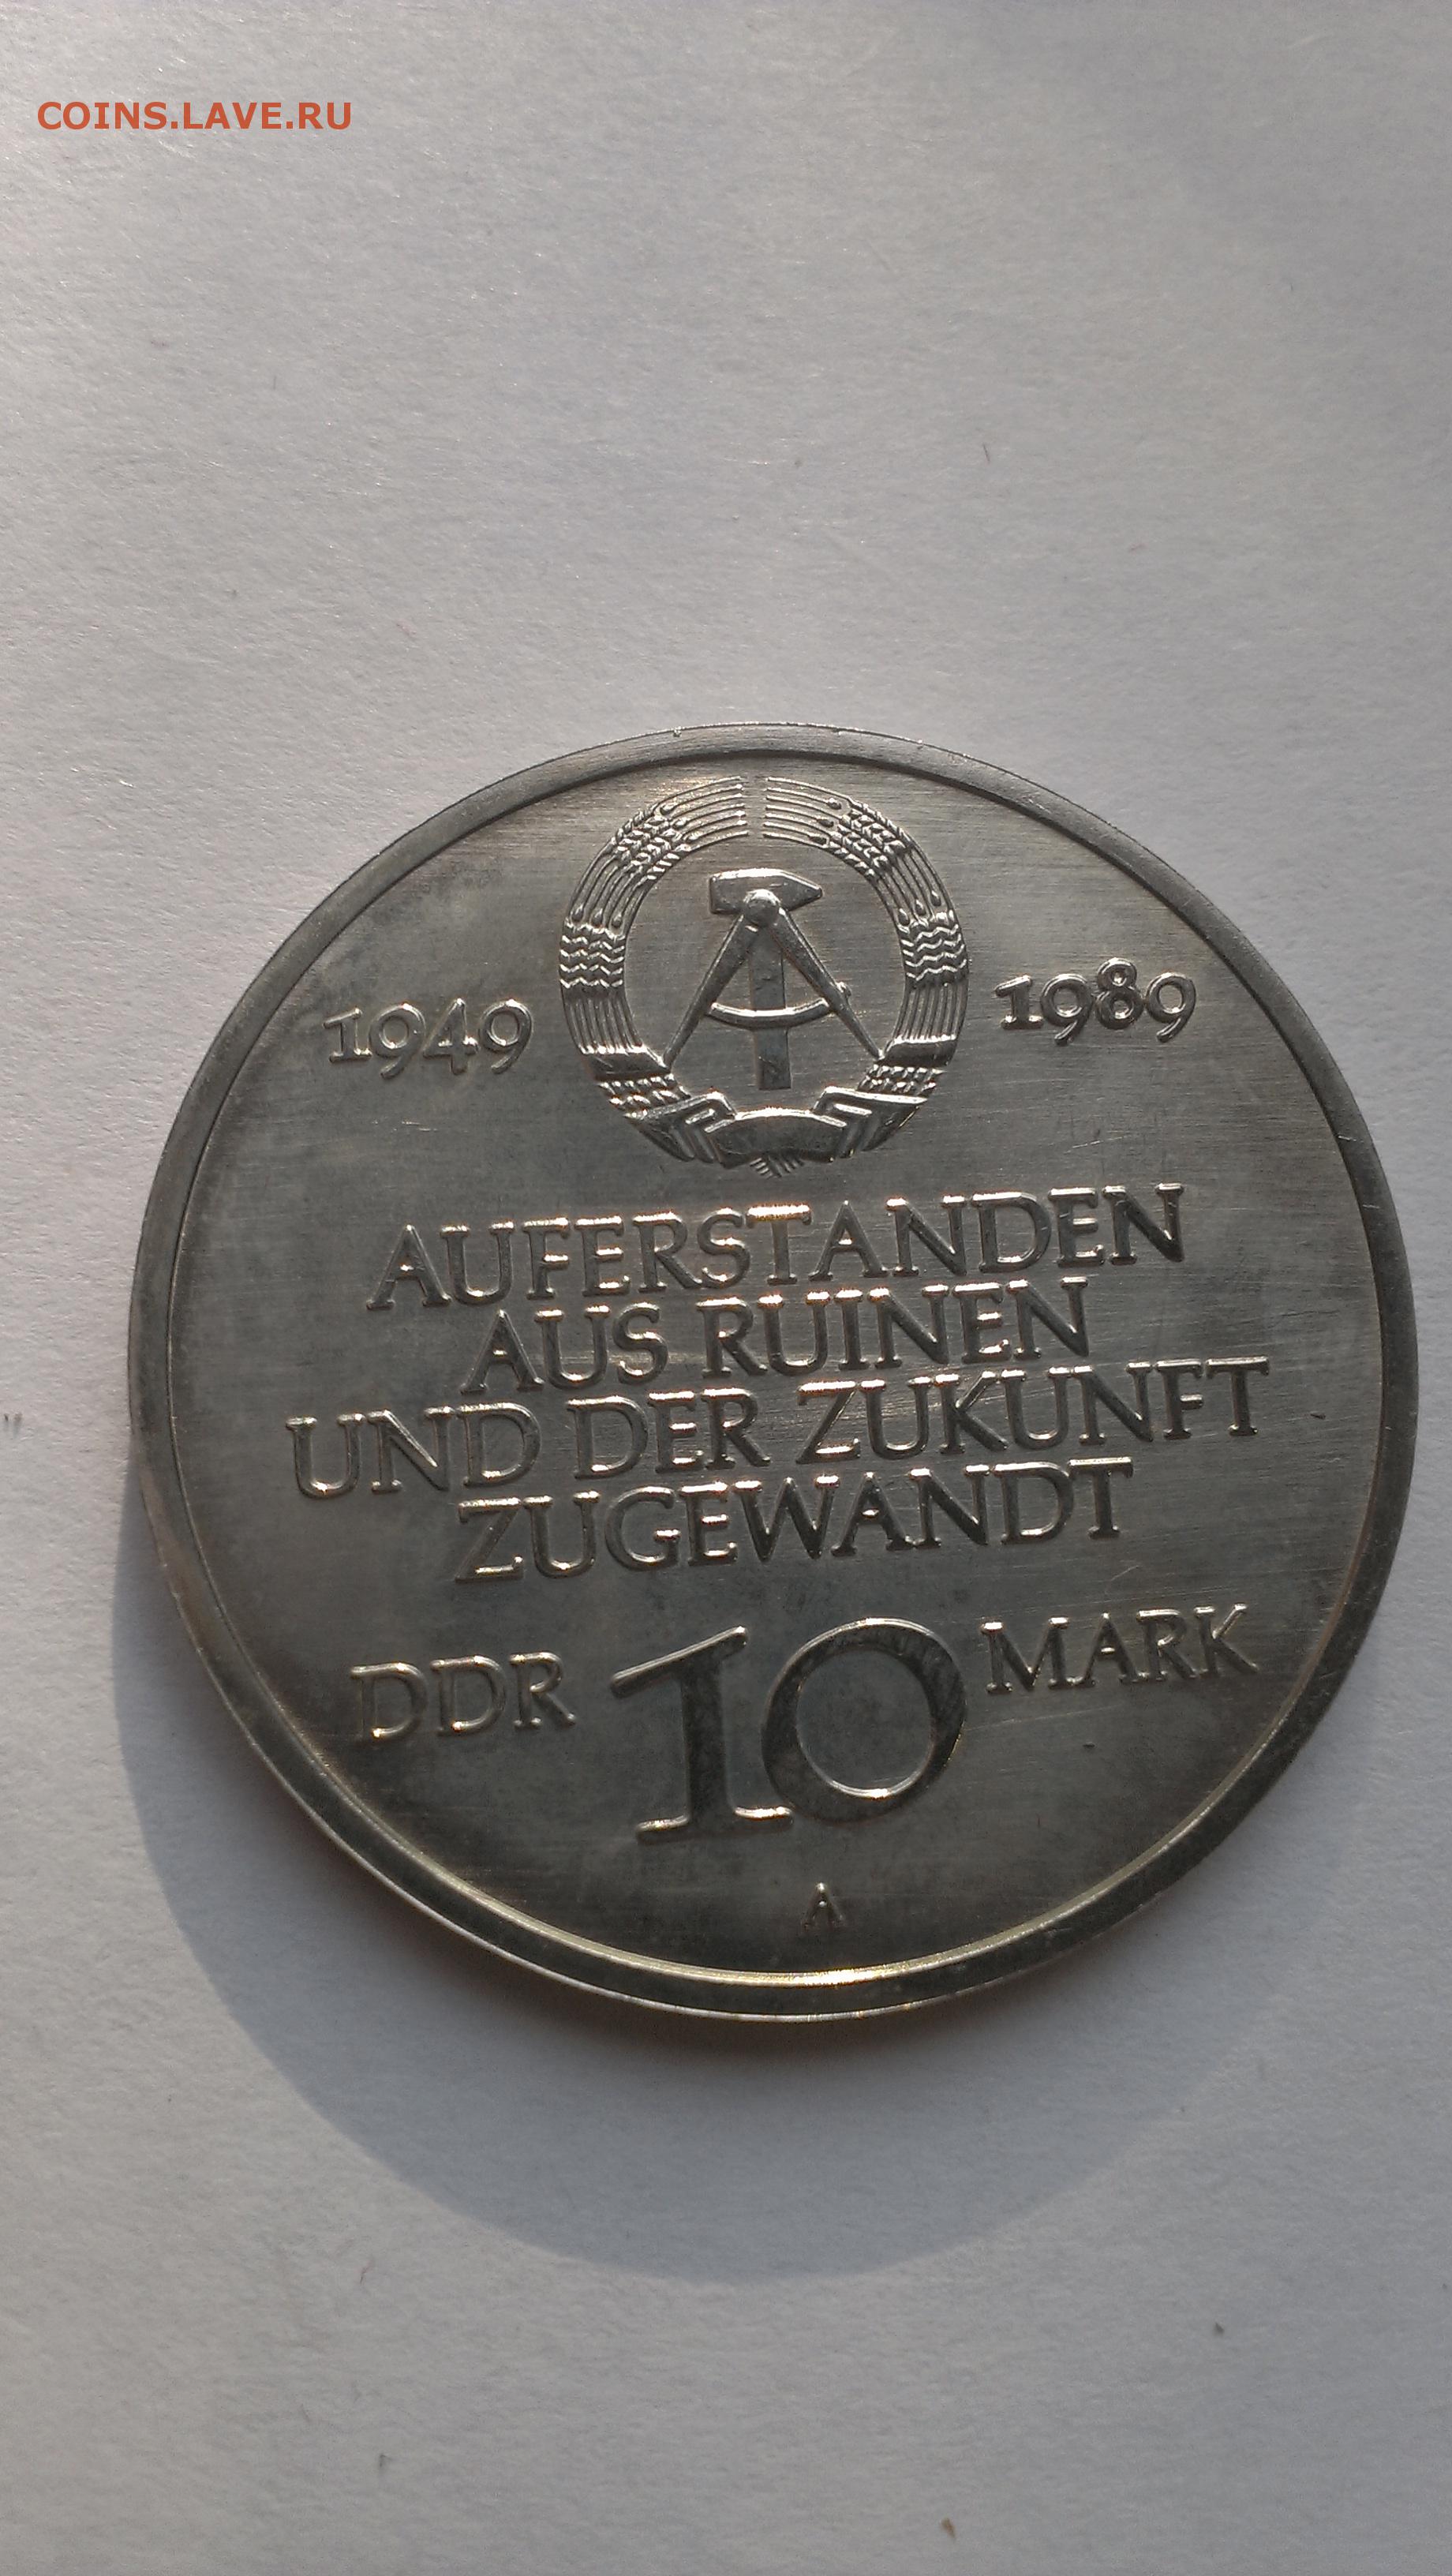 COINS.LAVE.RU
1949 1989
AUFERSTANDEN
AUS RUINEN
UND DER ZUKUNFT
ZUGEWANDT
DDR 10 MARK
A